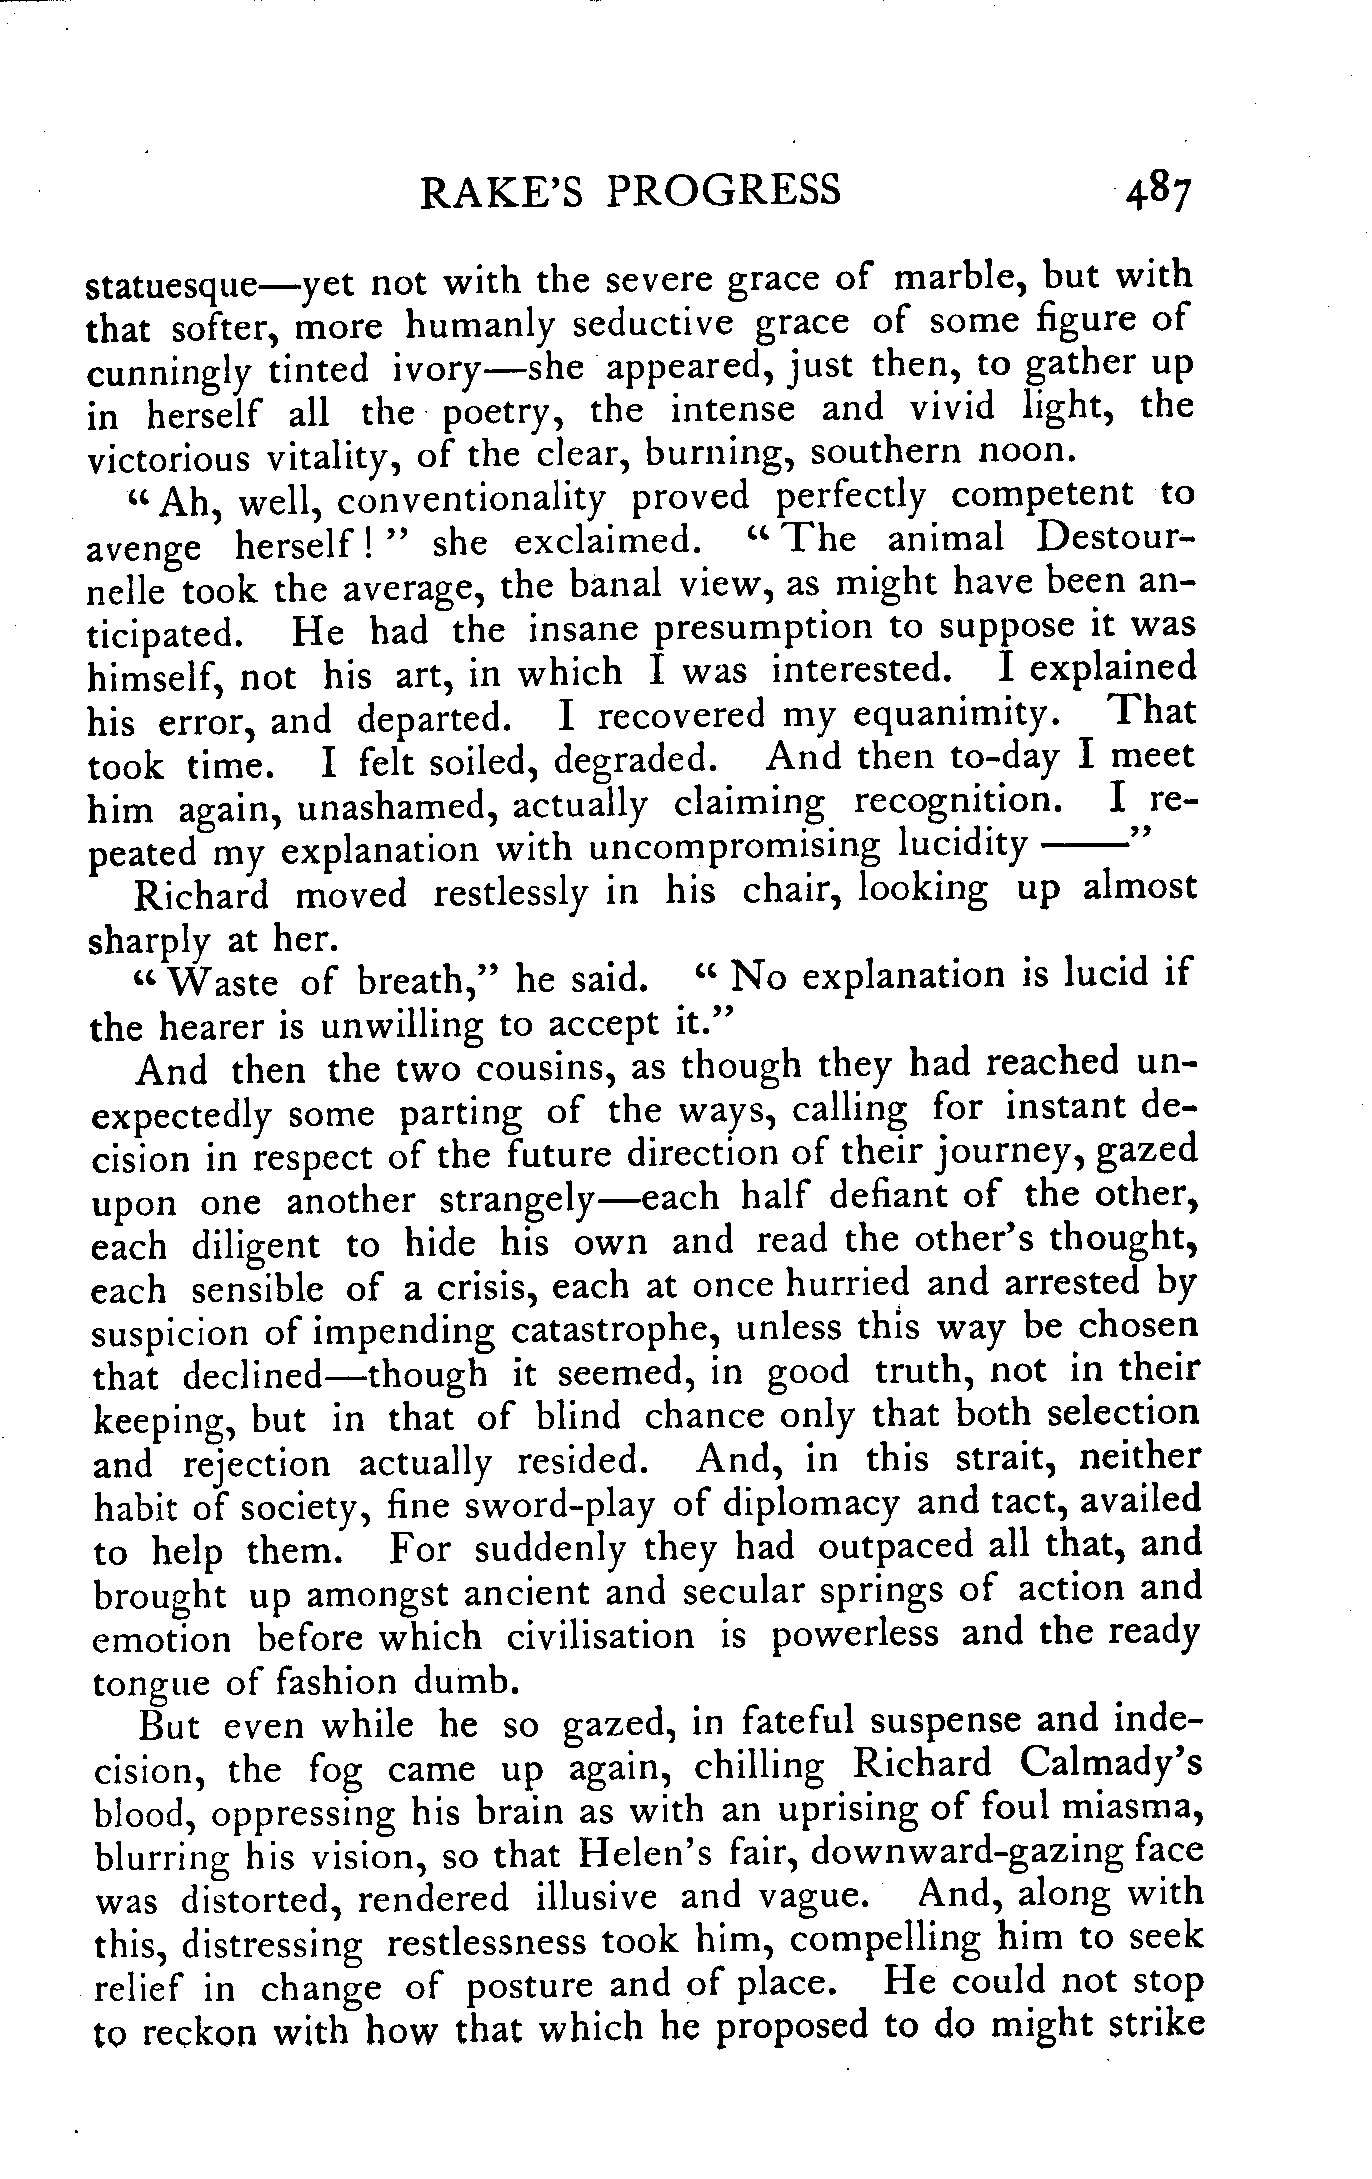 RAKE'S PROGRESS 487
statuesque—yet not with the severe grace of marble, but with
that softer, more humanly seductive grace of some figure of
cunningly tinted ivory—she appeared, just then, to gather up
in herself all the poetry, the intense and vivid light, the
victorious vitality, of the clear, burning, southern noon.
“Ah, well, conventionality proved perfectly competent to
avenge herself!” she exclaimed. “The animal Destour-
nelle took the average, the banal view, as might have been an-
ticipated. He had the insane presumption to suppose it was
himself, not his art, in which I was interested. I explained
his error, and departed. I recovered my equanimity. That
took time. I felt soiled, degraded. And then to-day I meet
him again, unashamed, actually claiming recognition. I re-
peated my explanation with uncompromising lucidity ——”
Richard moved restlessly in his chair, looking up almost
sharply at her.
“Waste of breath,” he said. “No explanation is lucid if
the hearer is unwilling to accept it.”
And then the two cousins, as though they had reached un-
expectedly some parting of the ways, calling for instant de-
cision in respect of the future direction of their journey, gazed
upon one another strangely—each half defiant of the other,
each diligent to hide his own and read the other's thought,
each sensible of a crisis, each at once hurried and arrested by
suspicion of impending catastrophe, unless this way be chosen
that declined—though it seemed, in good truth, not in their
keeping, but in that of blind chance only that both selection
and rejection actually resided. And, in this strait, neither
habit of society, fine sword-play of diplomacy and tact, availed
to help them. For suddenly they had outpaced all that, and
brought up amongst ancient and secular springs of action and
emotion before which civilisation is powerless and the ready
tongue of fashion dumb.
But even while he so gazed, in fateful suspense and inde-
cision, the fog came up again, chilling Richard Calmady's
blood, oppressing his brain as with an uprising of foul miasma,
blurring his vision, so that Helen's fair, downward-gazing face
was distorted, rendered illusive and vague. And, along with
this, distressing restlessness took him, compelling him to seek
relief in change of posture and of place. He could not stop
to reckon with how that which he proposed to do might strike